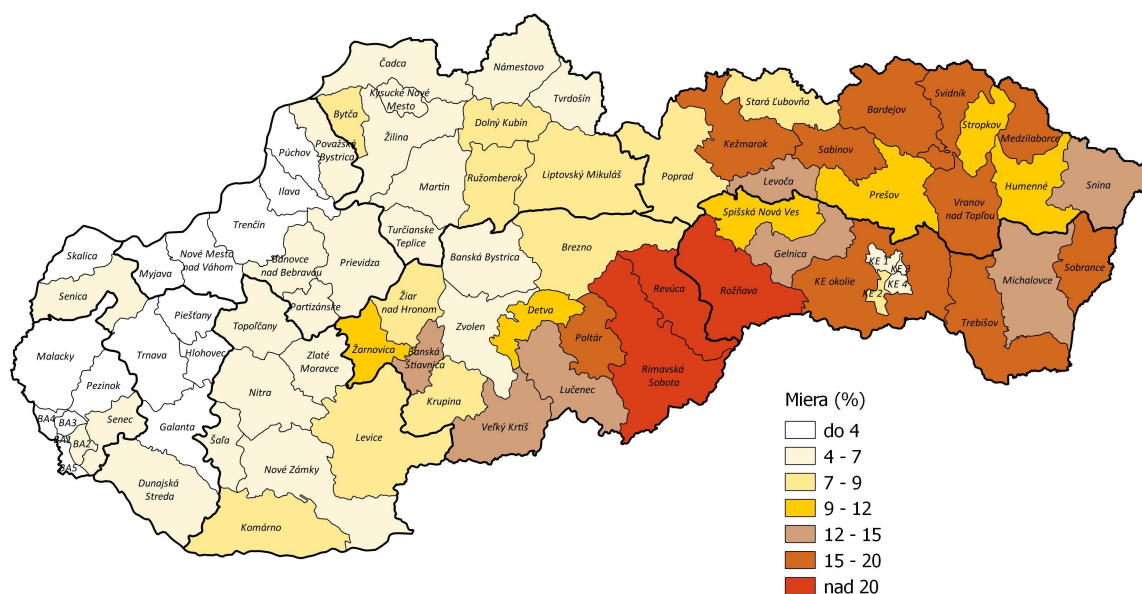 Čadca
Námestovo
Kysucké Nové
Mesto
Tvrdošín
Bytča
Dolný Kubín
Stará Ľubovňa
Bardejov
Svidník
Stropkov
Medzilaborce
Púchov
Považská
Bystrica
Žilina
Kežmarok
Sabinov
Ilava
Martin
Ružomberok
Liptovský Mikuláš
Poprad
Levoča
Prešov
Vranov
nad Topľou
Humenné
Snina
Trenčín
Turčianske
Teplice
Spišská Nová Ves
Skalica
Myjava
Nové Mesto
nad Váhom
Bánovce
nad Bebravou
Prievidza
Banská Bystrica
Brezno
Gelnica
KE okolie
KE 1
KE 3
KE 2
KE 4
Michalovce
Sobrance
Senica
Piešťany
Partizánske
Žiar
nad Hronom
Revúca
Rožňava
Topoľčany
Zvolen
Detva
Trebišov
Malacky
Trnava
Hlohovec
Zlaté
Moravce
Žarnovica
Banská
Štiavnica
Poltár
Rimavská
Sobota
Pezinok
Nitra
Krupina
Lučenec
Senec
Galanta
Šaľa
Levice
Veľký Krtíš
BA4
BA3
BA1
BA2
BA5
Dunajská
Streda
Nové Zámky
Komárno
Miera (%)
do 4
4 - 7
7 - 9
9 - 12
12 - 15
15 - 20
nad 20